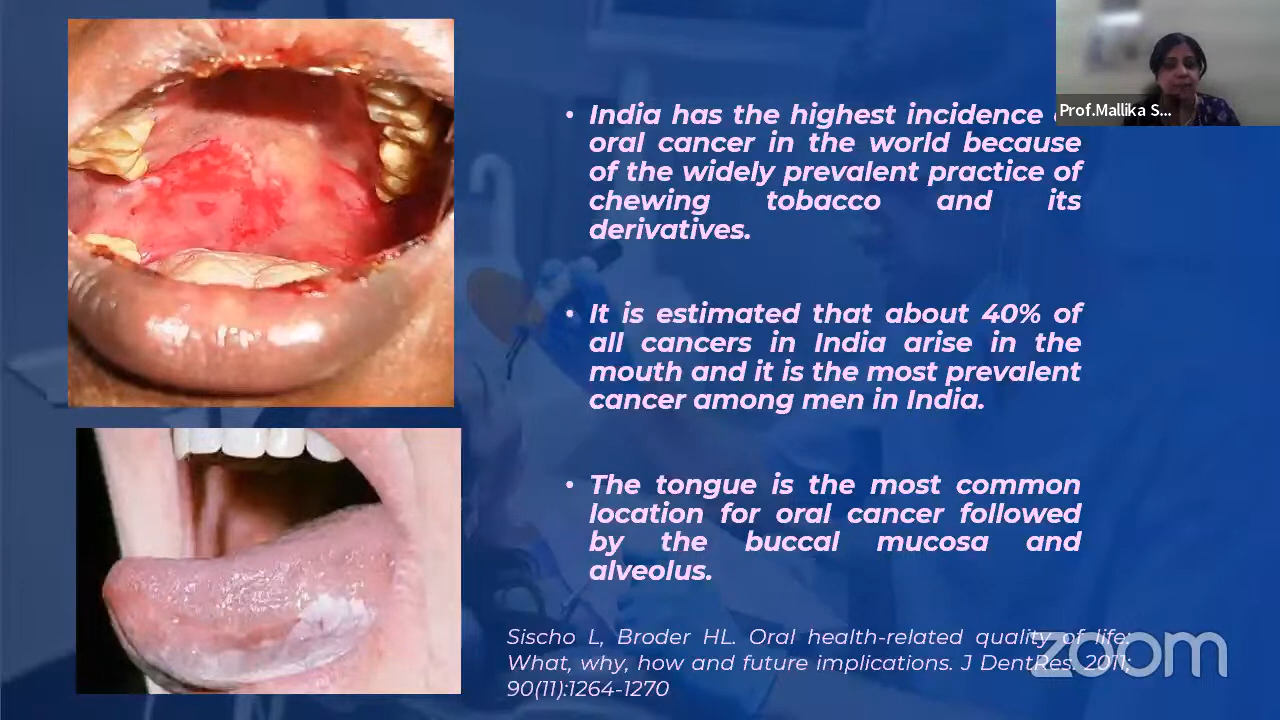 Prof.Mallika S...
• India has the highest incidence
oral cancer in the world because
of the widely prevalent practice of
chewing tobacco and its
derivatives.
• It is estimated that about 40% of
all cancers in India arise in the
mouth and it is the most prevalent
cancer among men in India.
• The tongue is the most common
location for oral cancer followed
by the buccal mucosa and
alveolus.
Sischo L, Broder HL. Oral health-related quality of life:
What, why, how and future implications. J DentRes. 2011;
90(11):1264-1270
zoom